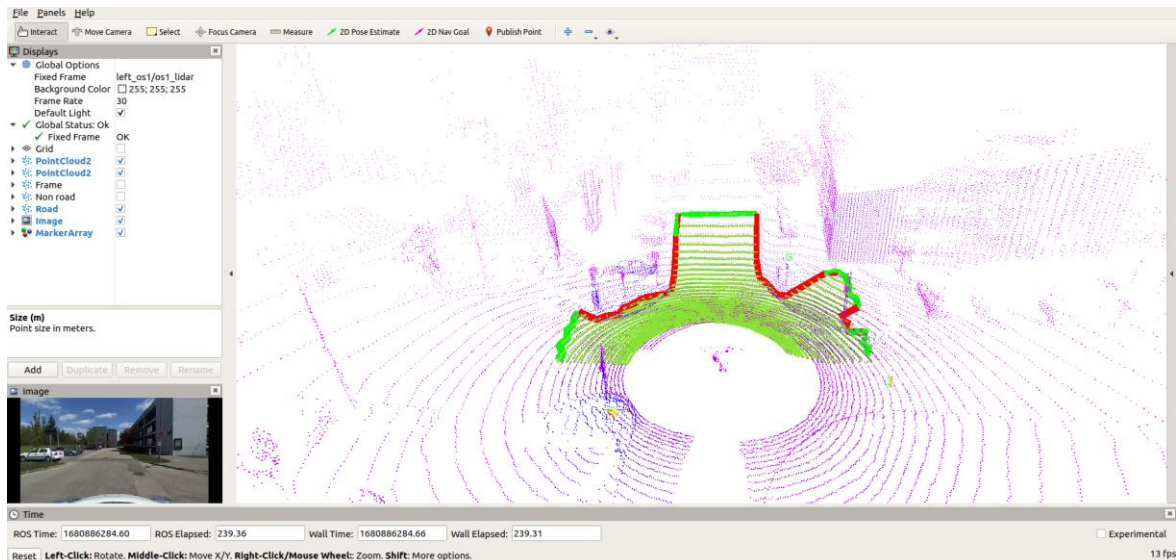 File Panels Help
Interact Move Camera Select Focus Camera Measure 2D Pose Estimate 2D Nav Goal Publish Point
Displays
Global Options
Fixed Frame left_os1/os1_lidar
Background Color 255; 255; 255
Frame Rate 30
Default Light
Global Status: Ok
Fixed Frame OK
Grid
PointCloud2
PointCloud2
Frame
Non road
Road
Image
MarkerArray
Size (m)
Point size in meters.
Add Duplicate Remove Rename
Image
Time
ROS Time: 1680886284.60 ROS Elapsed: 239.36 Wall Time: 1680886284.66 Wall Elapsed: 239.31 Experimental
Reset Left-Click: Rotate. Middle-Click: Move X/Y. Right-Click/Mouse Wheel: Zoom. Shift: More options. 13 fps